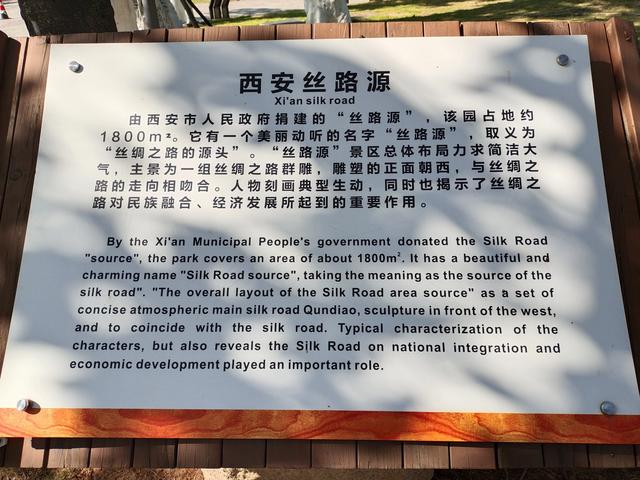 西安丝路源
Xi'an silk road
由西安市人民政府捐建的“丝路源”，该园占地约
1800m²。它有一个美丽动听的名字“丝路源”，取义为
“丝绸之路的源头”。“丝路源”景区总体布局力求简洁大
气，主景为一组丝绸之路群雕，雕塑的正面朝西，与丝绸之
路的走向相吻合。人物刻画典型生动，同时也揭示了丝绸之
路对民族融合、经济发展所起到的重要作用。
By the Xi'an Municipal People's government donated the Silk Road
"source", the park covers an area of about 1800m². It has a beautiful and
charming name "Silk Road source", taking the meaning as the source of the
silk road". "The overall layout of the Silk Road area source" as a set of
concise atmospheric main silk road Qundiao, sculpture in front of the west,
and to coincide with the silk road. Typical characterization of the
characters, but also reveals the Silk Road on national integration and
economic development played an important role.